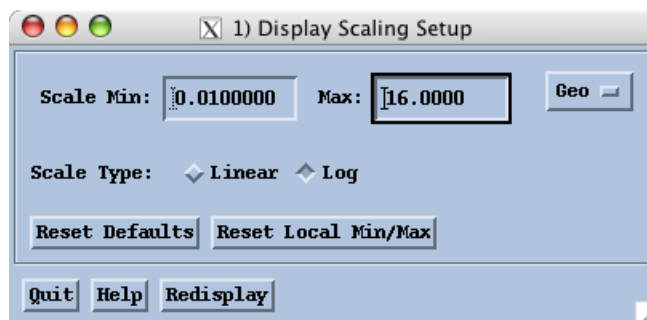 1) Display Scaling Setup
Scale Min: 0.0100000 Max: 16.0000 Geo
Scale Type: Linear Log
Reset Defaults Reset Local Min/Max
Quit Help Redisplay